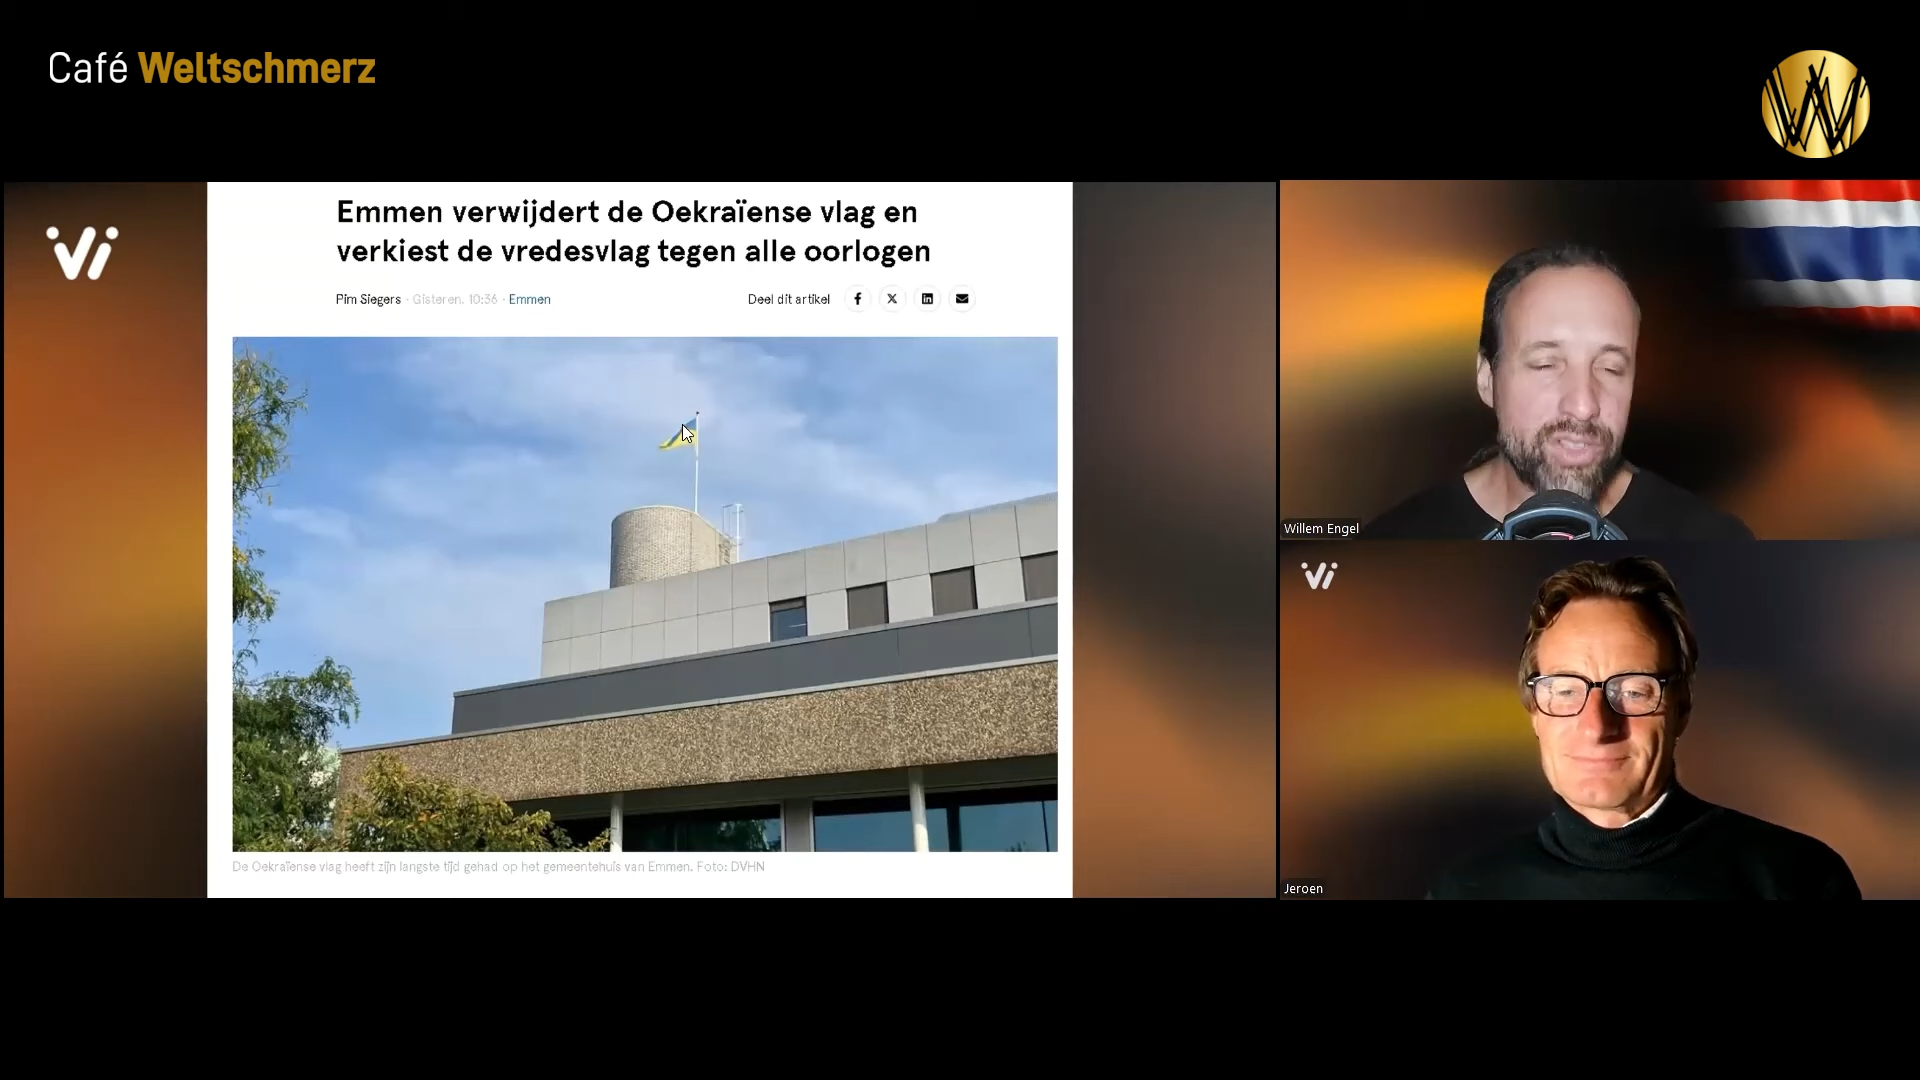 Café Weltschmerz
Emmen verwijdert de Oekraïense vlag en
verkiest de vredesvlag tegen alle oorlogen
Pim Siegers · Gisteren, 10:36 · Emmen
Deel dit artikel
De Oekraïense vlag heeft zijn langste tijd gehad op het gemeentehuis van Emmen. Foto: DVHN
Willem Engel
Jeroen